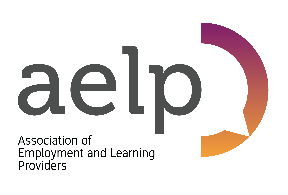 aelp
Association of
Employment and Learning
Providers